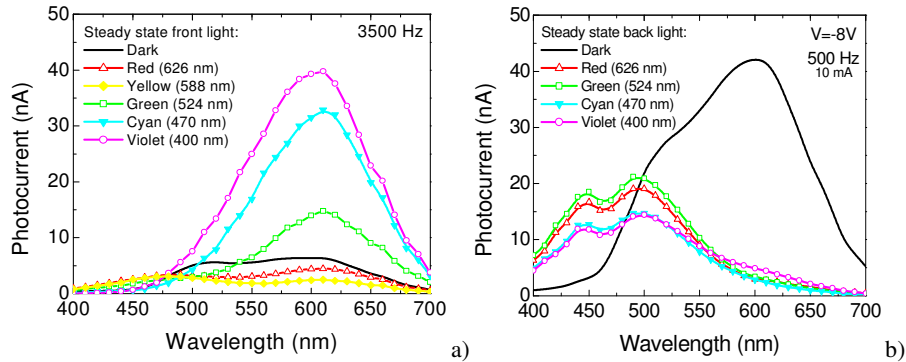 50
40
30
20
10
0
Photocurrent (nA)
Steady state front light:
3500 Hz
Dark
Red (626 nm)
Yellow (588 nm)
Green (524 nm)
Cyan (470 nm)
Violet (400 nm)
400 450 500 550 600 650 700
Wavelength (nm)
a)
50
40
30
20
10
0
Photocurrent (nA)
Steady state back light:
V=-8V
500 Hz
10 mA
Dark
Red (626 nm)
Green (524 nm)
Cyan (470 nm)
Violet (400 nm)
400 450 500 550 600 650 700
Wavelength (nm)
b)